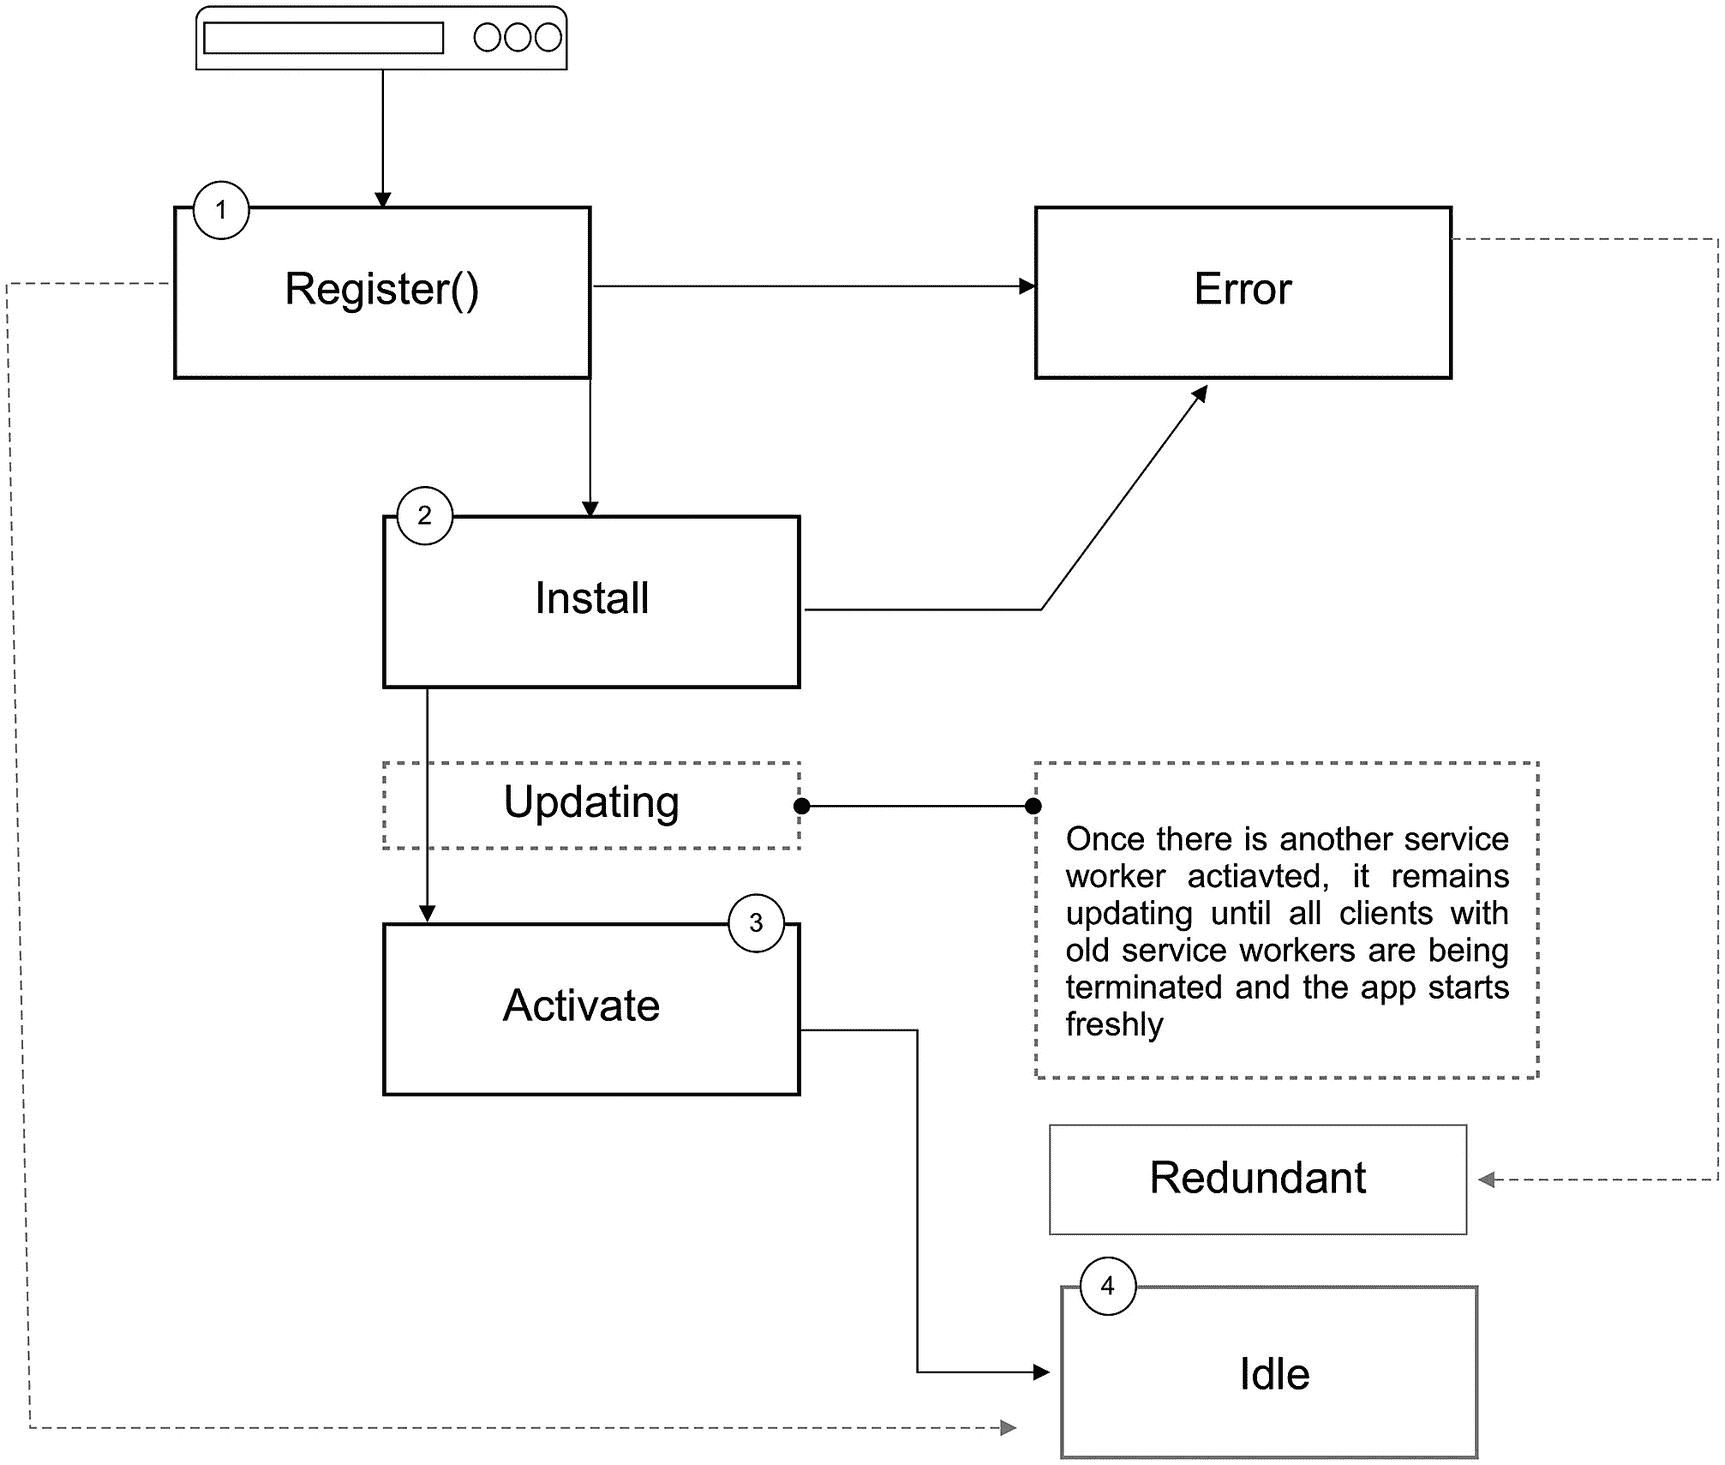 1
Register()
Error
2
Install
Updating
Once there is another service
worker actiavted, it remains
updating until all clients with
old service workers are being
terminated and the app starts
freshly
3
Activate
Redundant
4
Idle